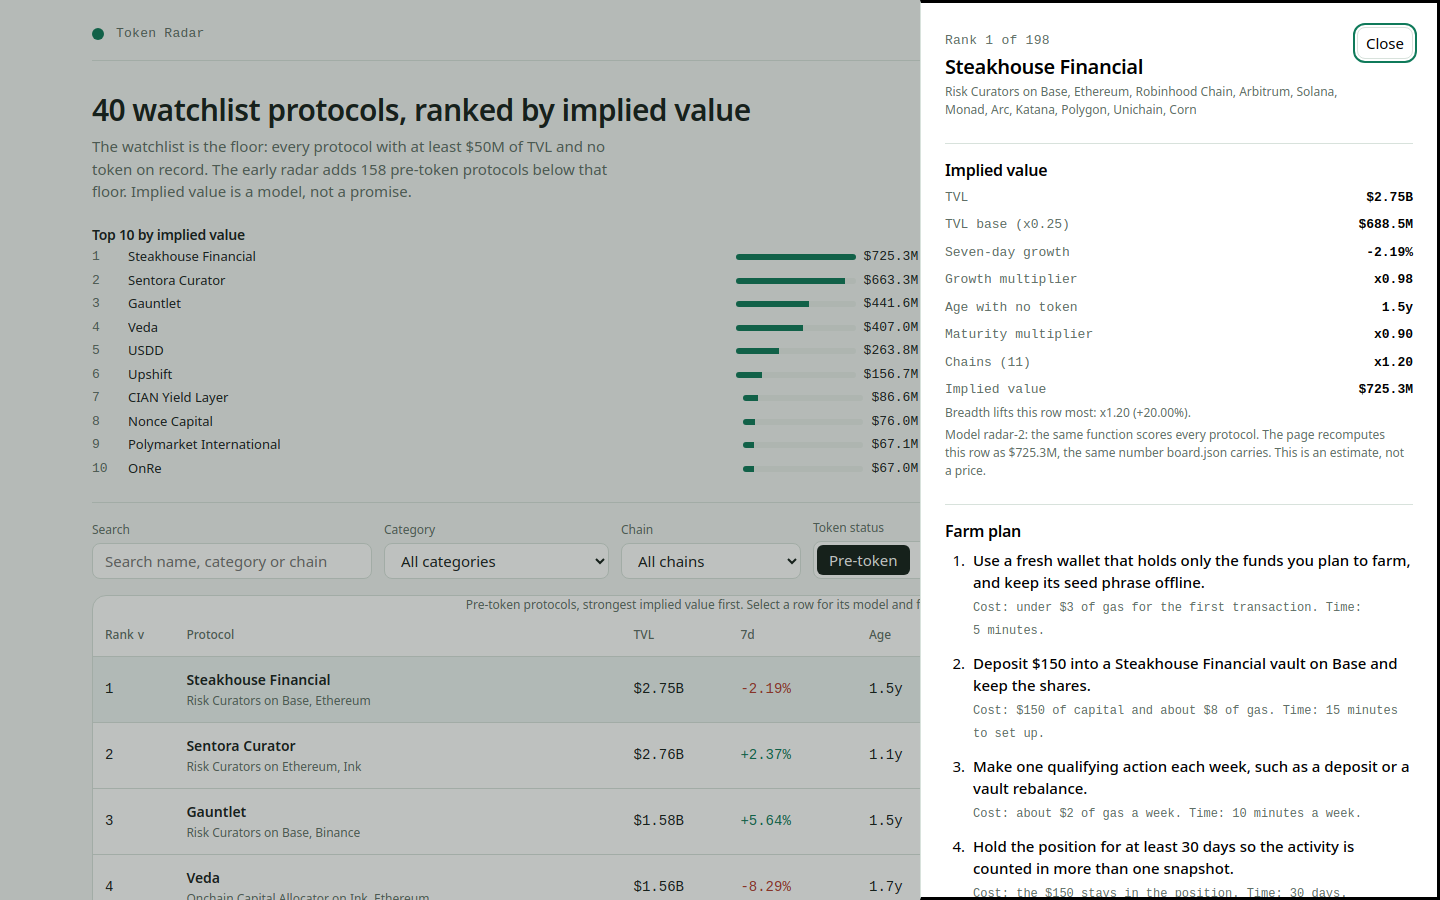 Token Radar
40 watchlist protocols, ranked by implied value
The watchlist is the floor: every protocol with at least $50M of TVL and no
token on record. The early radar adds 158 pre-token protocols below that
floor. Implied value is a model, not a promise.
Top 10 by implied value
1 Steakhouse Financial $725.3M
2 Sentora Curator $663.3M
3 Gauntlet $441.6M
4 Veda $407.0M
5 USDD $263.8M
6 Upshift $156.7M
7 CIAN Yield Layer $86.6M
8 Nonce Capital $76.0M
9 Polymarket International $67.1M
10 OnRe $67.0M
Search Category Chain Token status
Search name, category or chain All categories All chains Pre-token
Pre-token protocols, strongest implied value first. Select a row for its model and f
Rank v Protocol TVL 7d Age
1 Steakhouse Financial $2.75B -2.19% 1.5y
Risk Curators on Base, Ethereum
2 Sentora Curator $2.76B +2.37% 1.1y
Risk Curators on Ethereum, Ink
3 Gauntlet $1.58B +5.64% 1.5y
Risk Curators on Base, Binance
4 Veda $1.56B -8.29% 1.7y
Onchain Capital Allocator on Ink, Ethereum
Rank 1 of 198
Close
Steakhouse Financial
Risk Curators on Base, Ethereum, Robinhood Chain, Arbitrum, Solana,
Monad, Arc, Katana, Polygon, Unichain, Corn
Implied value
TVL $2.75B
TVL base (x0.25) $688.5M
Seven-day growth -2.19%
Growth multiplier x0.98
Age with no token 1.5y
Maturity multiplier x0.90
Chains (11) x1.20
Implied value $725.3M
Breadth lifts this row most: x1.20 (+20.00%).
Model radar-2: the same function scores every protocol. The page recomputes
this row as $725.3M, the same number board.json carries. This is an estimate, not
a price.
Farm plan
1. Use a fresh wallet that holds only the funds you plan to farm,
and keep its seed phrase offline.
Cost: under $3 of gas for the first transaction. Time:
5 minutes.
2. Deposit $150 into a Steakhouse Financial vault on Base and
keep the shares.
Cost: $150 of capital and about $8 of gas. Time: 15 minutes
to set up.
3. Make one qualifying action each week, such as a deposit or a
vault rebalance.
Cost: about $2 of gas a week. Time: 10 minutes a week.
4. Hold the position for at least 30 days so the activity is
counted in more than one snapshot.
Cost: the $150 stays in the position. Time: 30 days.